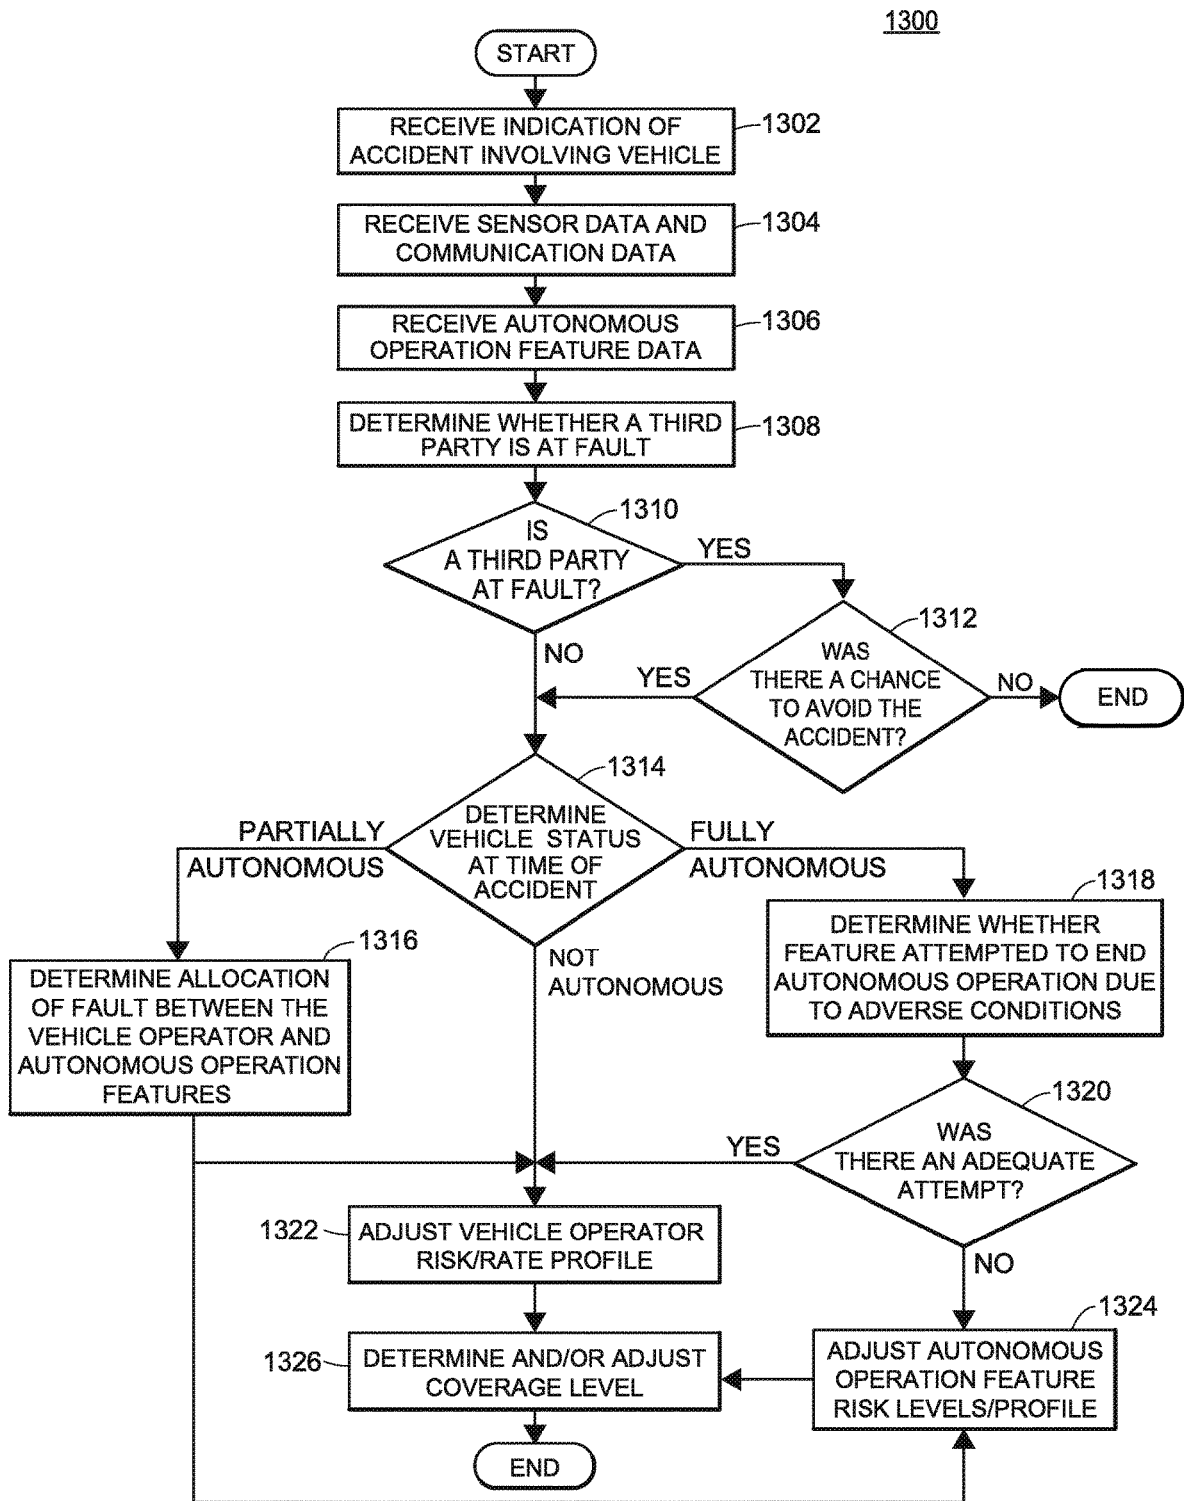 1300
START
RECEIVE INDICATION OF
ACCIDENT INVOLVING VEHICLE
1302
RECEIVE SENSOR DATA AND
COMMUNICATION DATA
1304
RECEIVE AUTONOMOUS
OPERATION FEATURE DATA
1306
DETERMINE WHETHER A THIRD
PARTY IS AT FAULT
1308
1310
IS
A THIRD PARTY
AT FAULT?
YES
NO
1312
WAS
THERE A CHANCE
TO AVOID THE
ACCIDENT?
YES
NO
END
1314
DETERMINE
VEHICLE STATUS
AT TIME OF
ACCIDENT
PARTIALLY
AUTONOMOUS
FULLY
AUTONOMOUS
NOT
AUTONOMOUS
1316
DETERMINE ALLOCATION
OF FAULT BETWEEN THE
VEHICLE OPERATOR AND
AUTONOMOUS OPERATION
FEATURES
1318
DETERMINE WHETHER
FEATURE ATTEMPTED TO END
AUTONOMOUS OPERATION DUE
TO ADVERSE CONDITIONS
1320
WAS
THERE AN ADEQUATE
ATTEMPT?
YES
NO
1322
ADJUST VEHICLE OPERATOR
RISK/RATE PROFILE
1324
ADJUST AUTONOMOUS
OPERATION FEATURE
RISK LEVELS/PROFILE
1326
DETERMINE AND/OR ADJUST
COVERAGE LEVEL
END